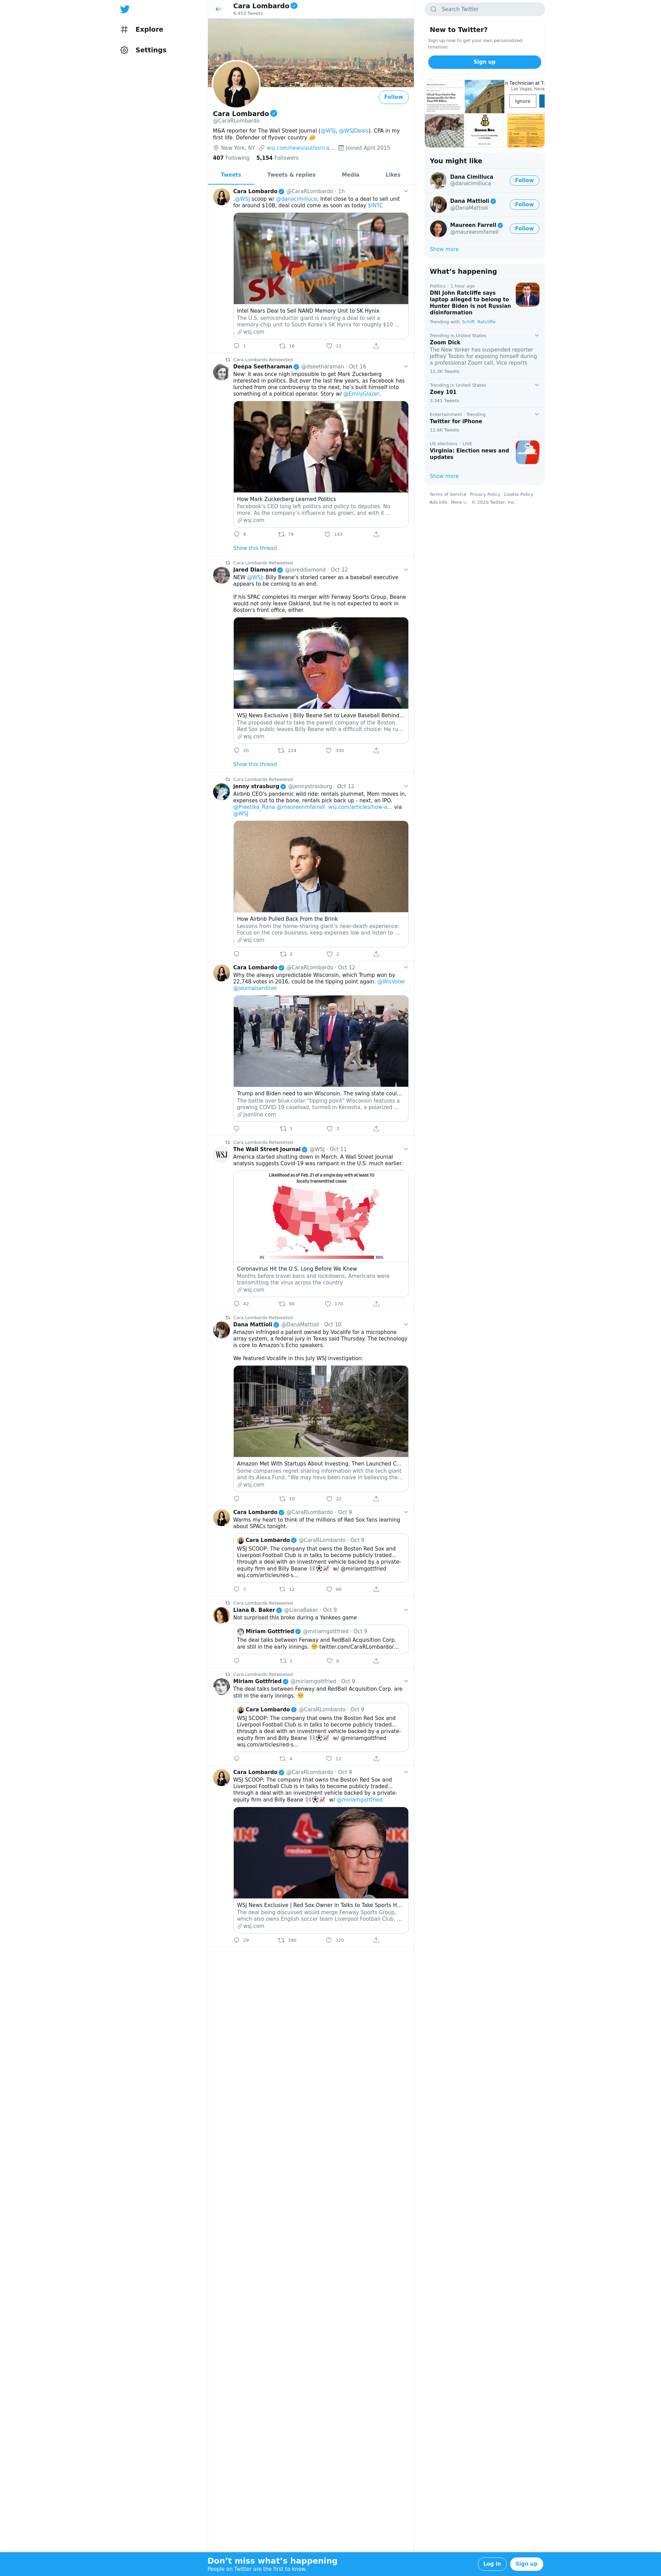 Explore
Settings
Cara Lombardo
6,453 Tweets
Follow
Cara Lombardo
@CaraRLombardo
M&A reporter for The Wall Street Journal (@WSJ, @WSJDeals). CPA in my
first life. Defender of flyover country 🧀
New York, NY wsj.com/news/author/ca... Joined April 2015
407 Following 5,154 Followers
Tweets Tweets & replies Media Likes
Cara Lombardo @CaraRLombardo · 1h
.@WSJ scoop w/ @danacimilluca: Intel close to a deal to sell unit
for around $10B, deal could come as soon as today $INTC
SK hynix
Intel Nears Deal to Sell NAND Memory Unit to SK Hynix
The U.S. semiconductor giant is nearing a deal to sell a
memory-chip unit to South Korea's SK Hynix for roughly $10 ...
wsj.com
1 16 11
Cara Lombardo Retweeted
Deepa Seetharaman @dseetharaman · Oct 16
New: It was once nigh impossible to get Mark Zuckerberg
interested in politics. But over the last few years, as Facebook has
lurched from one controversy to the next, he's built himself into
something of a political operator. Story w/ @EmilyGlazer.
How Mark Zuckerberg Learned Politics
Facebook's CEO long left politics and policy to deputies. No
more. As the company's influence has grown, and with it ...
wsj.com
9 79 143
Show this thread
Cara Lombardo Retweeted
Jared Diamond @jareddiamond · Oct 12
NEW @WSJ: Billy Beane's storied career as a baseball executive
appears to be coming to an end.
If his SPAC completes its merger with Fenway Sports Group, Beane
would not only leave Oakland, but he is not expected to work in
Boston's front office, either.
WSJ News Exclusive | Billy Beane Set to Leave Baseball Behind...
The proposed deal to take the parent company of the Boston
Red Sox public leaves Billy Beane with a difficult choice: He ru...
wsj.com
20 224 330
Show this thread
Cara Lombardo Retweeted
jenny strasburg @jennystrasburg · Oct 12
Airbnb CEO's pandemic wild ride: rentals plummet, Mom moves in,
expenses cut to the bone, rentals pick back up - next, an IPO.
@Preetika_Rana @maureenmfarrell wsj.com/articles/how-a... via
@WSJ
How Airbnb Pulled Back From the Brink
Lessons from the home-sharing giant's near-death experience:
Focus on the core business, keep expenses low and listen to ...
wsj.com
2 2
Cara Lombardo @CaraRLombardo · Oct 12
Why the always unpredictable Wisconsin, which Trump won by
22,748 votes in 2016, could be the tipping point again. @WisVoter
@journalsentinel
Trump and Biden need to win Wisconsin. The swing state coul...
The battle over blue-collar "tipping point" Wisconsin features a
growing COVID-19 caseload, turmoil in Kenosha, a polarized ...
jsonline.com
1 3
Cara Lombardo Retweeted
WSJ
The Wall Street Journal @WSJ · Oct 11
America started shutting down in March. A Wall Street Journal
analysis suggests Covid-19 was rampant in the U.S. much earlier.
Likelihood as of Feb. 21 of a single day with at least 10
locally transmitted cases
0% 100%
Coronavirus Hit the U.S. Long Before We Knew
Months before travel bans and lockdowns, Americans were
transmitting the virus across the country
wsj.com
42 98 170
Cara Lombardo Retweeted
Dana Mattioli @DanaMattioli · Oct 10
Amazon infringed a patent owned by Vocalife for a microphone
array system, a federal jury in Texas said Thursday. The technology
is core to Amazon's Echo speakers.
We featured Vocalife in this July WSJ investigation:
Amazon Met With Startups About Investing, Then Launched C...
Some companies regret sharing information with the tech giant
and its Alexa Fund. "We may have been naive in believing the...
wsj.com
10 22
Cara Lombardo @CaraRLombardo · Oct 9
Warms my heart to think of the millions of Red Sox fans learning
about SPACs tonight.
Cara Lombardo @CaraRLombardo · Oct 9
WSJ SCOOP: The company that owns the Boston Red Sox and
Liverpool Football Club is in talks to become publicly traded...
through a deal with an investment vehicle backed by a private-
equity firm and Billy Beane ⚽📈 w/ @miriamgottfried
wsj.com/articles/red-s...
7 12 86
Cara Lombardo Retweeted
Liana B. Baker @LianaBaker · Oct 9
Not surprised this broke during a Yankees game
Miriam Gottfried @miriamgottfried · Oct 9
The deal talks between Fenway and RedBall Acquisition Corp.
are still in the early innings. twitter.com/CaraRLombardo/...
1 6
Cara Lombardo Retweeted
Miriam Gottfried @miriamgottfried · Oct 9
The deal talks between Fenway and RedBall Acquisition Corp. are
still in the early innings.
Cara Lombardo @CaraRLombardo · Oct 9
WSJ SCOOP: The company that owns the Boston Red Sox and
Liverpool Football Club is in talks to become publicly traded...
through a deal with an investment vehicle backed by a private-
equity firm and Billy Beane ⚽📈 w/ @miriamgottfried
wsj.com/articles/red-s...
4 12
Cara Lombardo @CaraRLombardo · Oct 9
WSJ SCOOP: The company that owns the Boston Red Sox and
Liverpool Football Club is in talks to become publicly traded...
through a deal with an investment vehicle backed by a private-
equity firm and Billy Beane ⚽📈 w/ @miriamgottfried
WSJ News Exclusive | Red Sox Owner in Talks to Take Sports H...
The deal being discussed would merge Fenway Sports Group,
which also owns English soccer team Liverpool Football Club, ...
wsj.com
29 390 320
Search Twitter
New to Twitter?
Sign up now to get your own personalized
timeline!
Sign up
n Technician at T
Las Vegas, Neva
Ignore
Queen Bee
You might like
Dana Cimilluca
@danacimilluca
Follow
Dana Mattioli
@DanaMattioli
Follow
Maureen Farrell
@maureenmfarrell
Follow
Show more
What's happening
Politics · 1 hour ago
DNI John Ratcliffe says
laptop alleged to belong to
Hunter Biden is not Russian
disinformation
Trending with Schiff, Ratcliffe
Trending in United States
Zoom Dick
The New Yorker has suspended reporter
Jeffrey Toobin for exposing himself during
a professional Zoom call, Vice reports
11.3K Tweets
Trending in United States
Zoey 101
3,341 Tweets
Entertainment · Trending
Twitter for iPhone
12.6K Tweets
US elections · LIVE
Virginia: Election news and
updates
Show more
Terms of Service Privacy Policy Cookie Policy
Ads info More © 2020 Twitter, Inc.
Don't miss what's happening
People on Twitter are the first to know.
Log in
Sign up